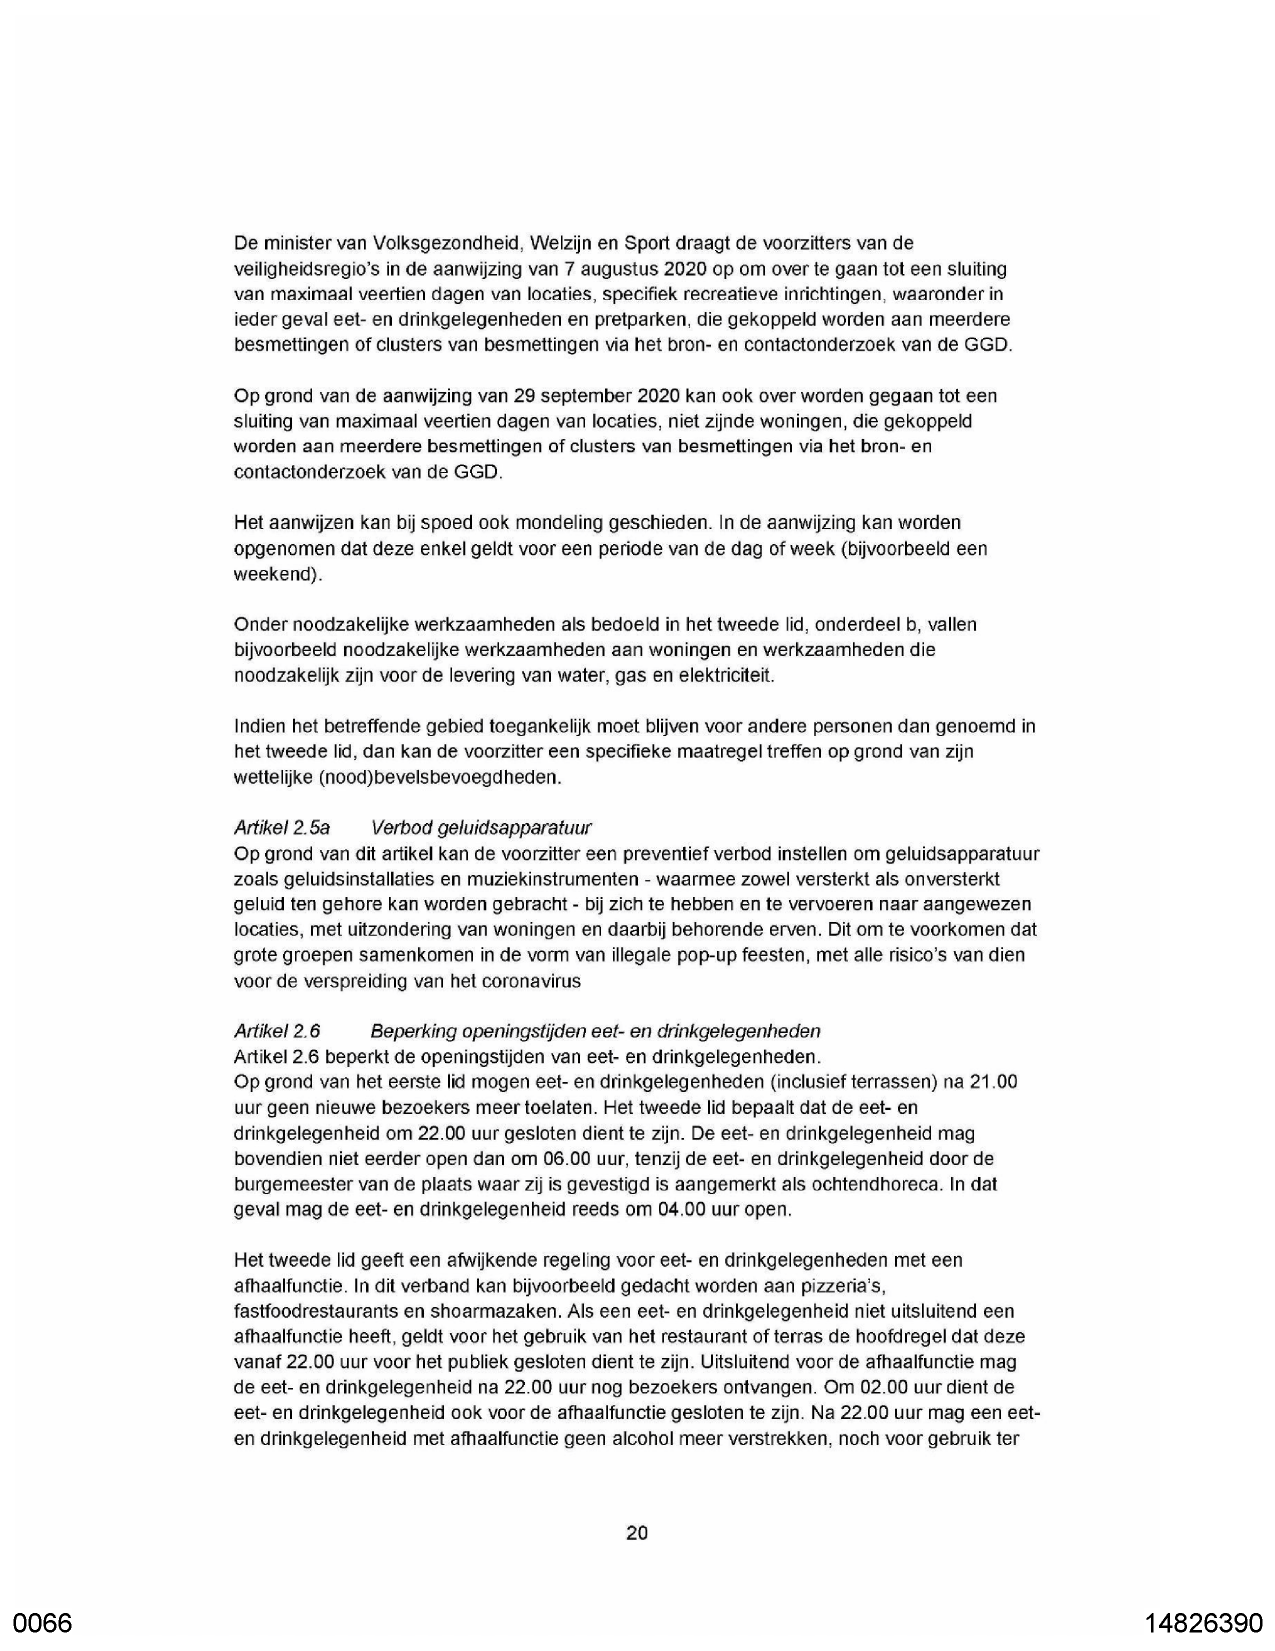 De minister van Volksgezondheid, Welzijn en Sport draagt de voorzitters van de
veiligheidsregio's in de aanwijzing van 7 augustus 2020 op om over te gaan tot een sluiting
van maximaal veertien dagen van locaties, specifiek recreatieve inrichtingen, waaronder in
ieder geval eet- en drinkgelegenheden en pretparken, die gekoppeld worden aan meerdere
besmettingen of clusters van besmettingen via het bron- en contactonderzoek van de GGD.
Op grond van de aanwijzing van 29 september 2020 kan ook over worden gegaan tot een
sluiting van maximaal veertien dagen van locaties, niet zijnde woningen, die gekoppeld
worden aan meerdere besmettingen of clusters van besmettingen via het bron- en
contactonderzoek van de GGD.
Het aanwijzen kan bij spoed ook mondeling geschieden. In de aanwijzing kan worden
opgenomen dat deze enkel geldt voor een periode van de dag of week (bijvoorbeeld een
weekend).
Onder noodzakelijke werkzaamheden als bedoeld in het tweede lid, onderdeel b, vallen
bijvoorbeeld noodzakelijke werkzaamheden aan woningen en werkzaamheden die
noodzakelijk zijn voor de levering van water, gas en elektriciteit.
Indien het betreffende gebied toegankelijk moet blijven voor andere personen dan genoemd in
het tweede lid, dan kan de voorzitter een specifieke maatregel treffen op grond van zijn
wettelijke (nood)bevelsbevoegdheden.
Artikel 2.5a Verbod geluidsapparatuur
Op grond van dit artikel kan de voorzitter een preventief verbod instellen om geluidsapparatuur
zoals geluidsinstallaties en muziekinstrumenten - waarmee zowel versterkt als onversterkt
geluid ten gehore kan worden gebracht - bij zich te hebben en te vervoeren naar aangewezen
locaties, met uitzondering van woningen en daarbij behorende erven. Dit om te voorkomen dat
grote groepen samenkomen in de vorm van illegale pop-up feesten, met alle risico's van dien
voor de verspreiding van het coronavirus
Artikel 2.6 Beperking openingstijden eet- en drinkgelegenheden
Artikel 2.6 beperkt de openingstijden van eet- en drinkgelegenheden.
Op grond van het eerste lid mogen eet- en drinkgelegenheden (inclusief terrassen) na 21.00
uur geen nieuwe bezoekers meer toelaten. Het tweede lid bepaalt dat de eet- en
drinkgelegenheid om 22.00 uur gesloten dient te zijn. De eet- en drinkgelegenheid mag
bovendien niet eerder open dan om 06.00 uur, tenzij de eet- en drinkgelegenheid door de
burgemeester van de plaats waar zij is gevestigd is aangemerkt als ochtendhoreca. In dat
geval mag de eet- en drinkgelegenheid reeds om 04.00 uur open.
Het tweede lid geeft een afwijkende regeling voor eet- en drinkgelegenheden met een
afhaalfunctie. In dit verband kan bijvoorbeeld gedacht worden aan pizzeria's,
fastfoodrestaurants en shoarmazaken. Als een eet- en drinkgelegenheid niet uitsluitend een
afhaalfunctie heeft, geldt voor het gebruik van het restaurant of terras de hoofdregel dat deze
vanaf 22.00 uur voor het publiek gesloten dient te zijn. Uitsluitend voor de afhaalfunctie mag
de eet- en drinkgelegenheid na 22.00 uur nog bezoekers ontvangen. Om 02.00 uur dient de
eet- en drinkgelegenheid ook voor de afhaalfunctie gesloten te zijn. Na 22.00 uur mag een eet-
en drinkgelegenheid met afhaalfunctie geen alcohol meer verstrekken, noch voor gebruik ter
20
0066
14826390